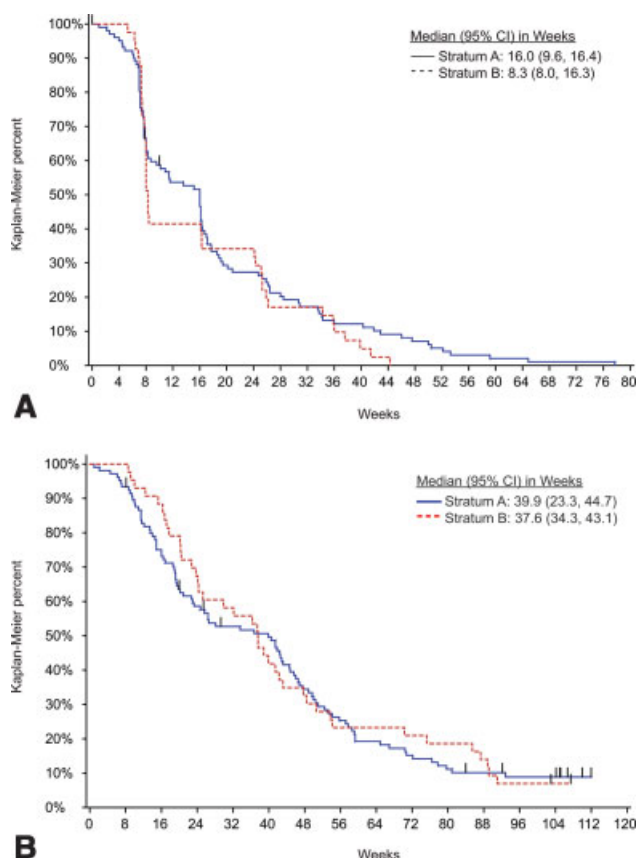 100%
90%
80%
70%
60%
50%
40%
30%
20%
10%
0%
Kaplan-Meier percent
Median (95% CI) in Weeks
Stratum A: 16.0 (9.6, 16.4)
Stratum B: 8.3 (8.0, 16.3)
0 4 8 12 16 20 24 28 32 36 40 44 48 52 56 60 64 68 72 76 80
A
Weeks
100%
90%
80%
70%
60%
50%
40%
30%
20%
10%
0%
Kaplan-Meier percent
Median (95% CI) in Weeks
Stratum A: 39.9 (23.3, 44.7)
Stratum B: 37.6 (34.3, 43.1)
0 8 16 24 32 40 48 56 64 72 80 88 96 104 112 120
B
Weeks